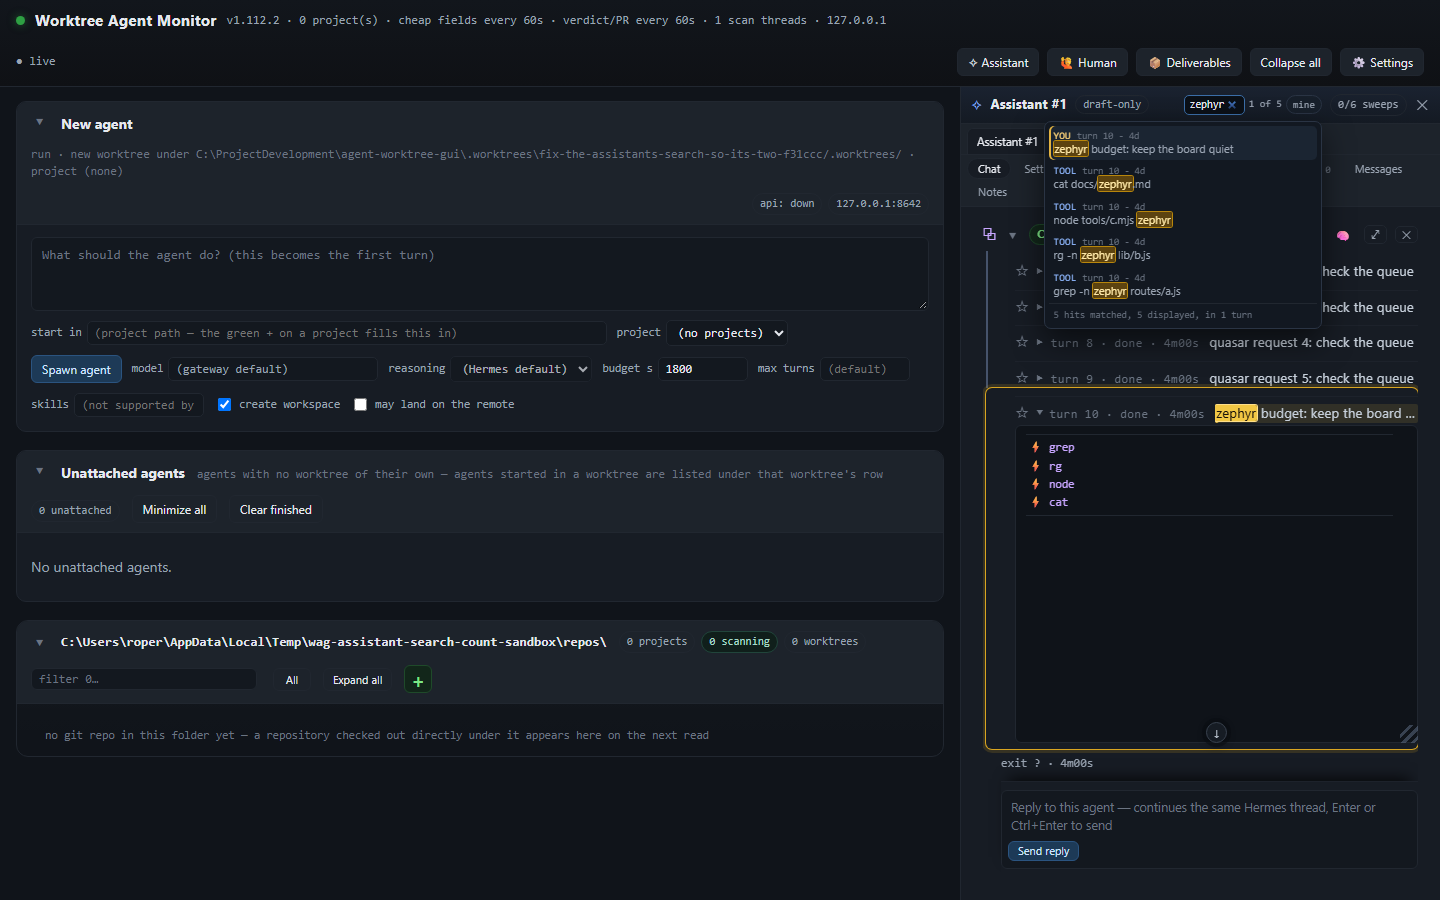 Worktree Agent Monitor v1.112.2 · 0 project(s) · cheap fields every 60s · verdict/PR every 60s · 1 scan threads · 127.0.0.1
live
Assistant
Human
Deliverables
Collapse all
Settings
New agent
run · new worktree under C:\ProjectDevelopment\agent-worktree-gui\.worktrees\fix-the-assistants-search-so-its-two-f31ccc/.worktrees/ ·
project (none)
api: down 127.0.0.1:8642
What should the agent do? (this becomes the first turn)
start in (project path — the green + on a project fills this in) project (no projects)
Spawn agent model (gateway default) reasoning (Hermes default) budget s 1800 max turns (default)
skills (not supported by create workspace may land on the remote
Unattached agents agents with no worktree of their own — agents started in a worktree are listed under that worktree's row
0 unattached Minimize all Clear finished
No unattached agents.
C:\Users\roper\AppData\Local\Temp\wag-assistant-search-count-sandbox\repos\ 0 projects 0 scanning 0 worktrees
filter 0… All Expand all +
no git repo in this folder yet — a repository checked out directly under it appears here on the next read
Assistant #1 draft-only zephyr × 1 of 5 mine 0/6 sweeps ×
Assistant #1
Chat Sett 0 Messages
Notes
YOU turn 10 - 4d
zephyr budget: keep the board quiet
TOOL turn 10 - 4d
cat docs/zephyr.md
TOOL turn 10 - 4d
node tools/c.mjs zephyr
TOOL turn 10 - 4d
rg -n zephyr lib/b.js
TOOL turn 10 - 4d
grep -n zephyr routes/a.js
5 hits matched, 5 displayed, in 1 turn
C
heck the queue
heck the queue
turn 8 · done · 4m00s quasar request 4: check the queue
turn 9 · done · 4m00s quasar request 5: check the queue
turn 10 · done · 4m00s zephyr budget: keep the board ...
grep
rg
node
cat
exit ? · 4m00s
Reply to this agent — continues the same Hermes thread, Enter or
Ctrl+Enter to send
Send reply